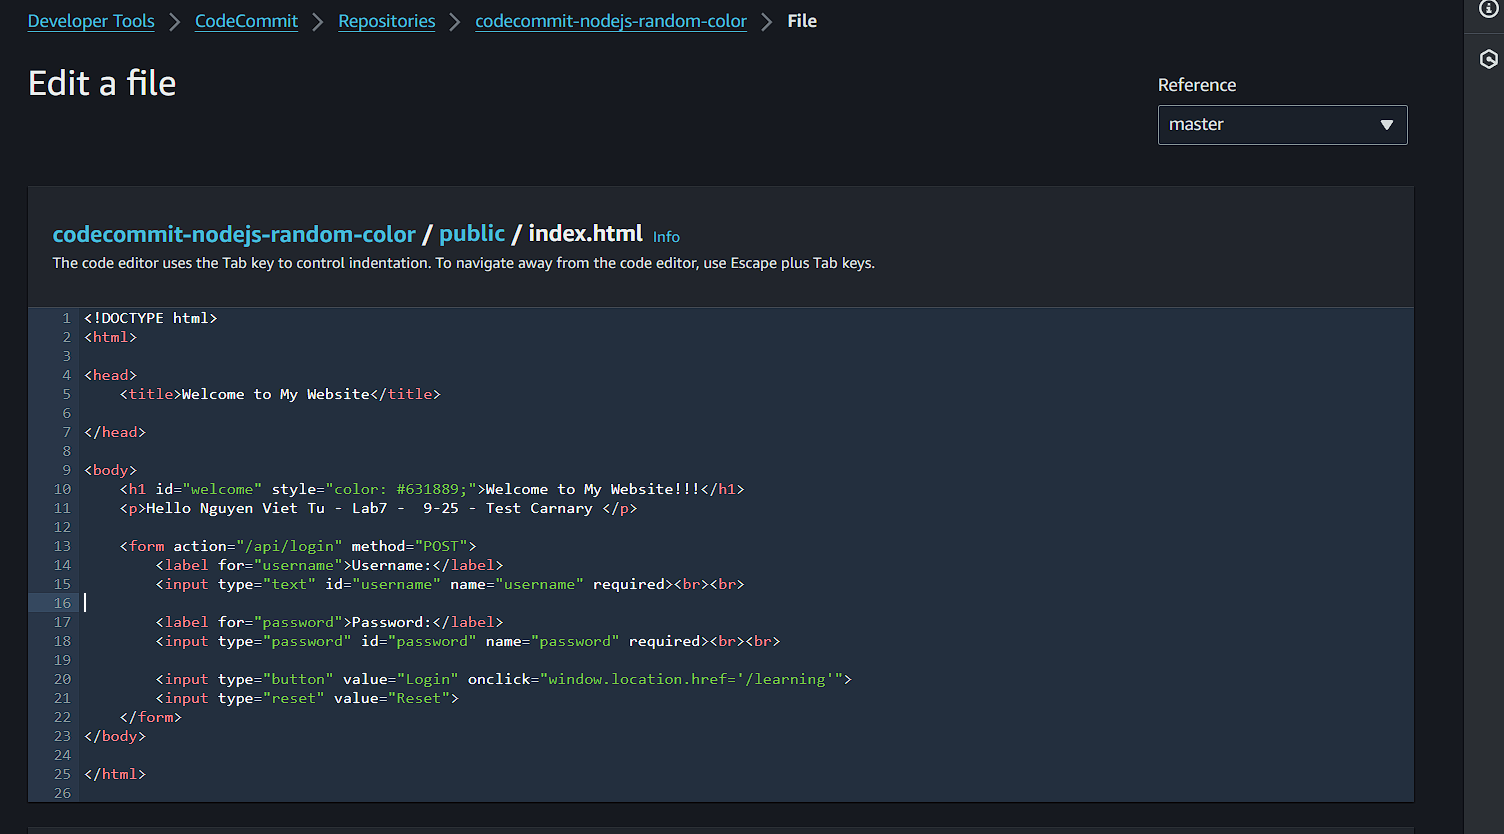 Developer Tools > CodeCommit > Repositories > codecommit-nodejs-random-color > File
Edit a file
Reference
master
codecommit-nodejs-random-color / public / index.html Info
The code editor uses the Tab key to control indentation. To navigate away from the code editor, use Escape plus Tab keys.
1 <!DOCTYPE html>
2 <html>
3
4 <head>
5     <title>Welcome to My Website</title>
6
7 </head>
8
9 <body>
10     <h1 id="welcome" style="color: #631889;">Welcome to My Website!!!</h1>
11     <p>Hello Nguyen Viet Tu - Lab7 -  9-25 - Test Carnary </p>
12
13     <form action="/api/login" method="POST">
14         <label for="username">Username:</label>
15         <input type="text" id="username" name="username" required><br><br>
16
17         <label for="password">Password:</label>
18         <input type="password" id="password" name="password" required><br><br>
19
20         <input type="button" value="Login" onclick="window.location.href='/learning'">
21         <input type="reset" value="Reset">
22     </form>
23 </body>
24
25 </html>
26